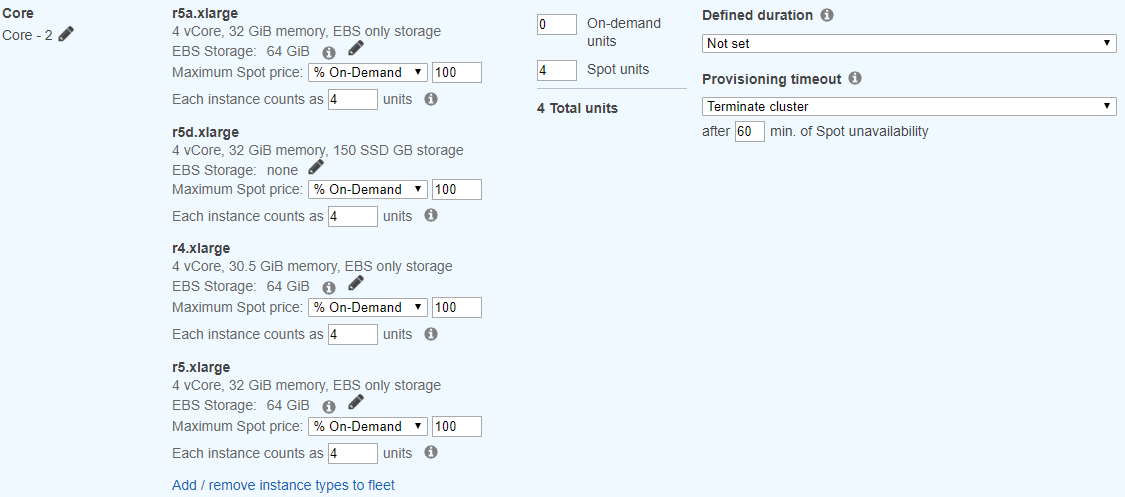 Core
Core - 2
r5a.xlarge
4 vCore, 32 GiB memory, EBS only storage
EBS Storage: 64 GiB
Maximum Spot price: % On-Demand 100
Each instance counts as 4 units
r5d.xlarge
4 vCore, 32 GiB memory, 150 SSD GB storage
EBS Storage: none
Maximum Spot price: % On-Demand 100
Each instance counts as 4 units
r4.xlarge
4 vCore, 30.5 GiB memory, EBS only storage
EBS Storage: 64 GiB
Maximum Spot price: % On-Demand 100
Each instance counts as 4 units
r5.xlarge
4 vCore, 32 GiB memory, EBS only storage
EBS Storage: 64 GiB
Maximum Spot price: % On-Demand 100
Each instance counts as 4 units
Add / remove instance types to fleet
0 On-demand
units
4 Spot units
4 Total units
Defined duration
Not set
Provisioning timeout
Terminate cluster
after 60 min. of Spot unavailability